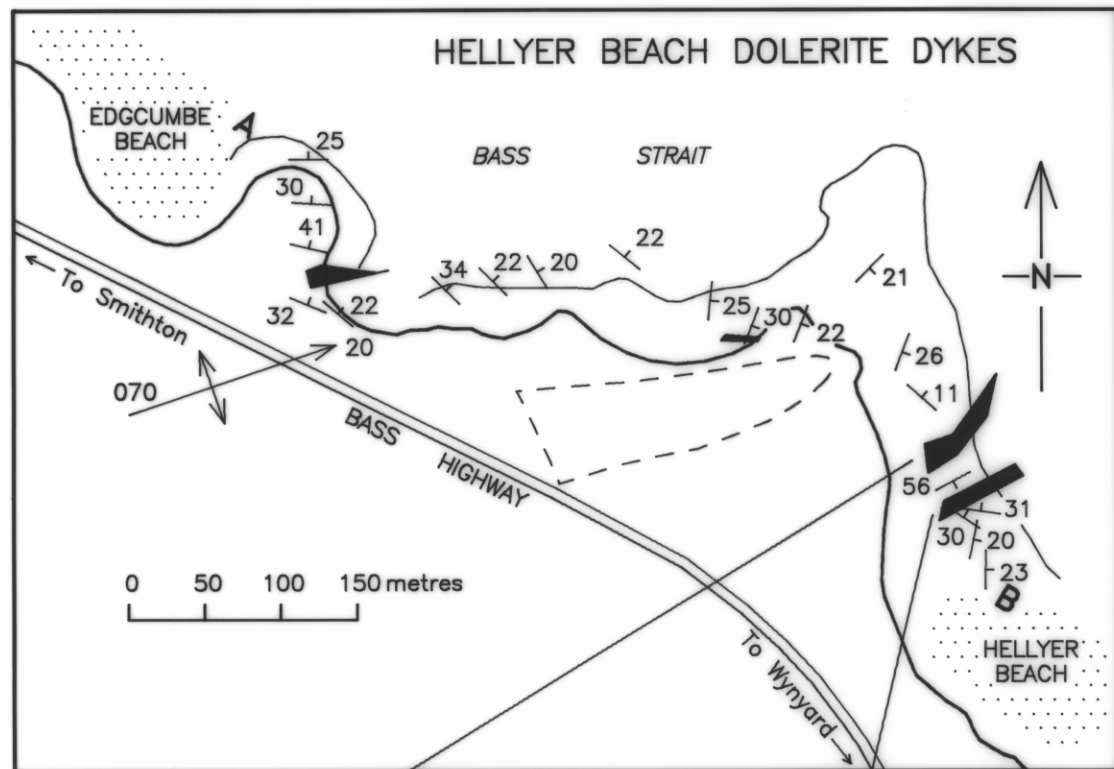 HELLYER BEACH DOLERITE DYKES
EDGCUMBE
BEACH
A
25
BASS STRAIT
30
41
22
34
22
20
21
N
To Smithton
32
22
20
25
30
22
26
11
070
BASS HIGHWAY
56
31
30
20
23
B
0 50 100 150 metres
HELLYER
BEACH
To Wynyard